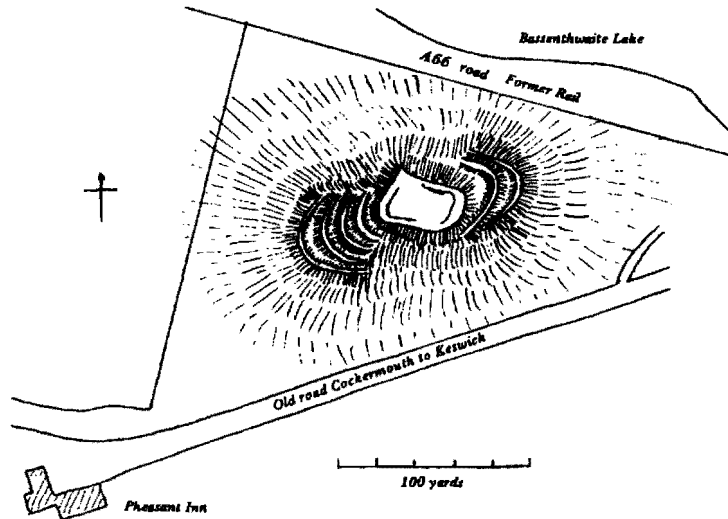 Bassenthwaite Lake
A66 road Former Rail
Old road Cockermouth to Keswick
100 yards
Pheasant Inn